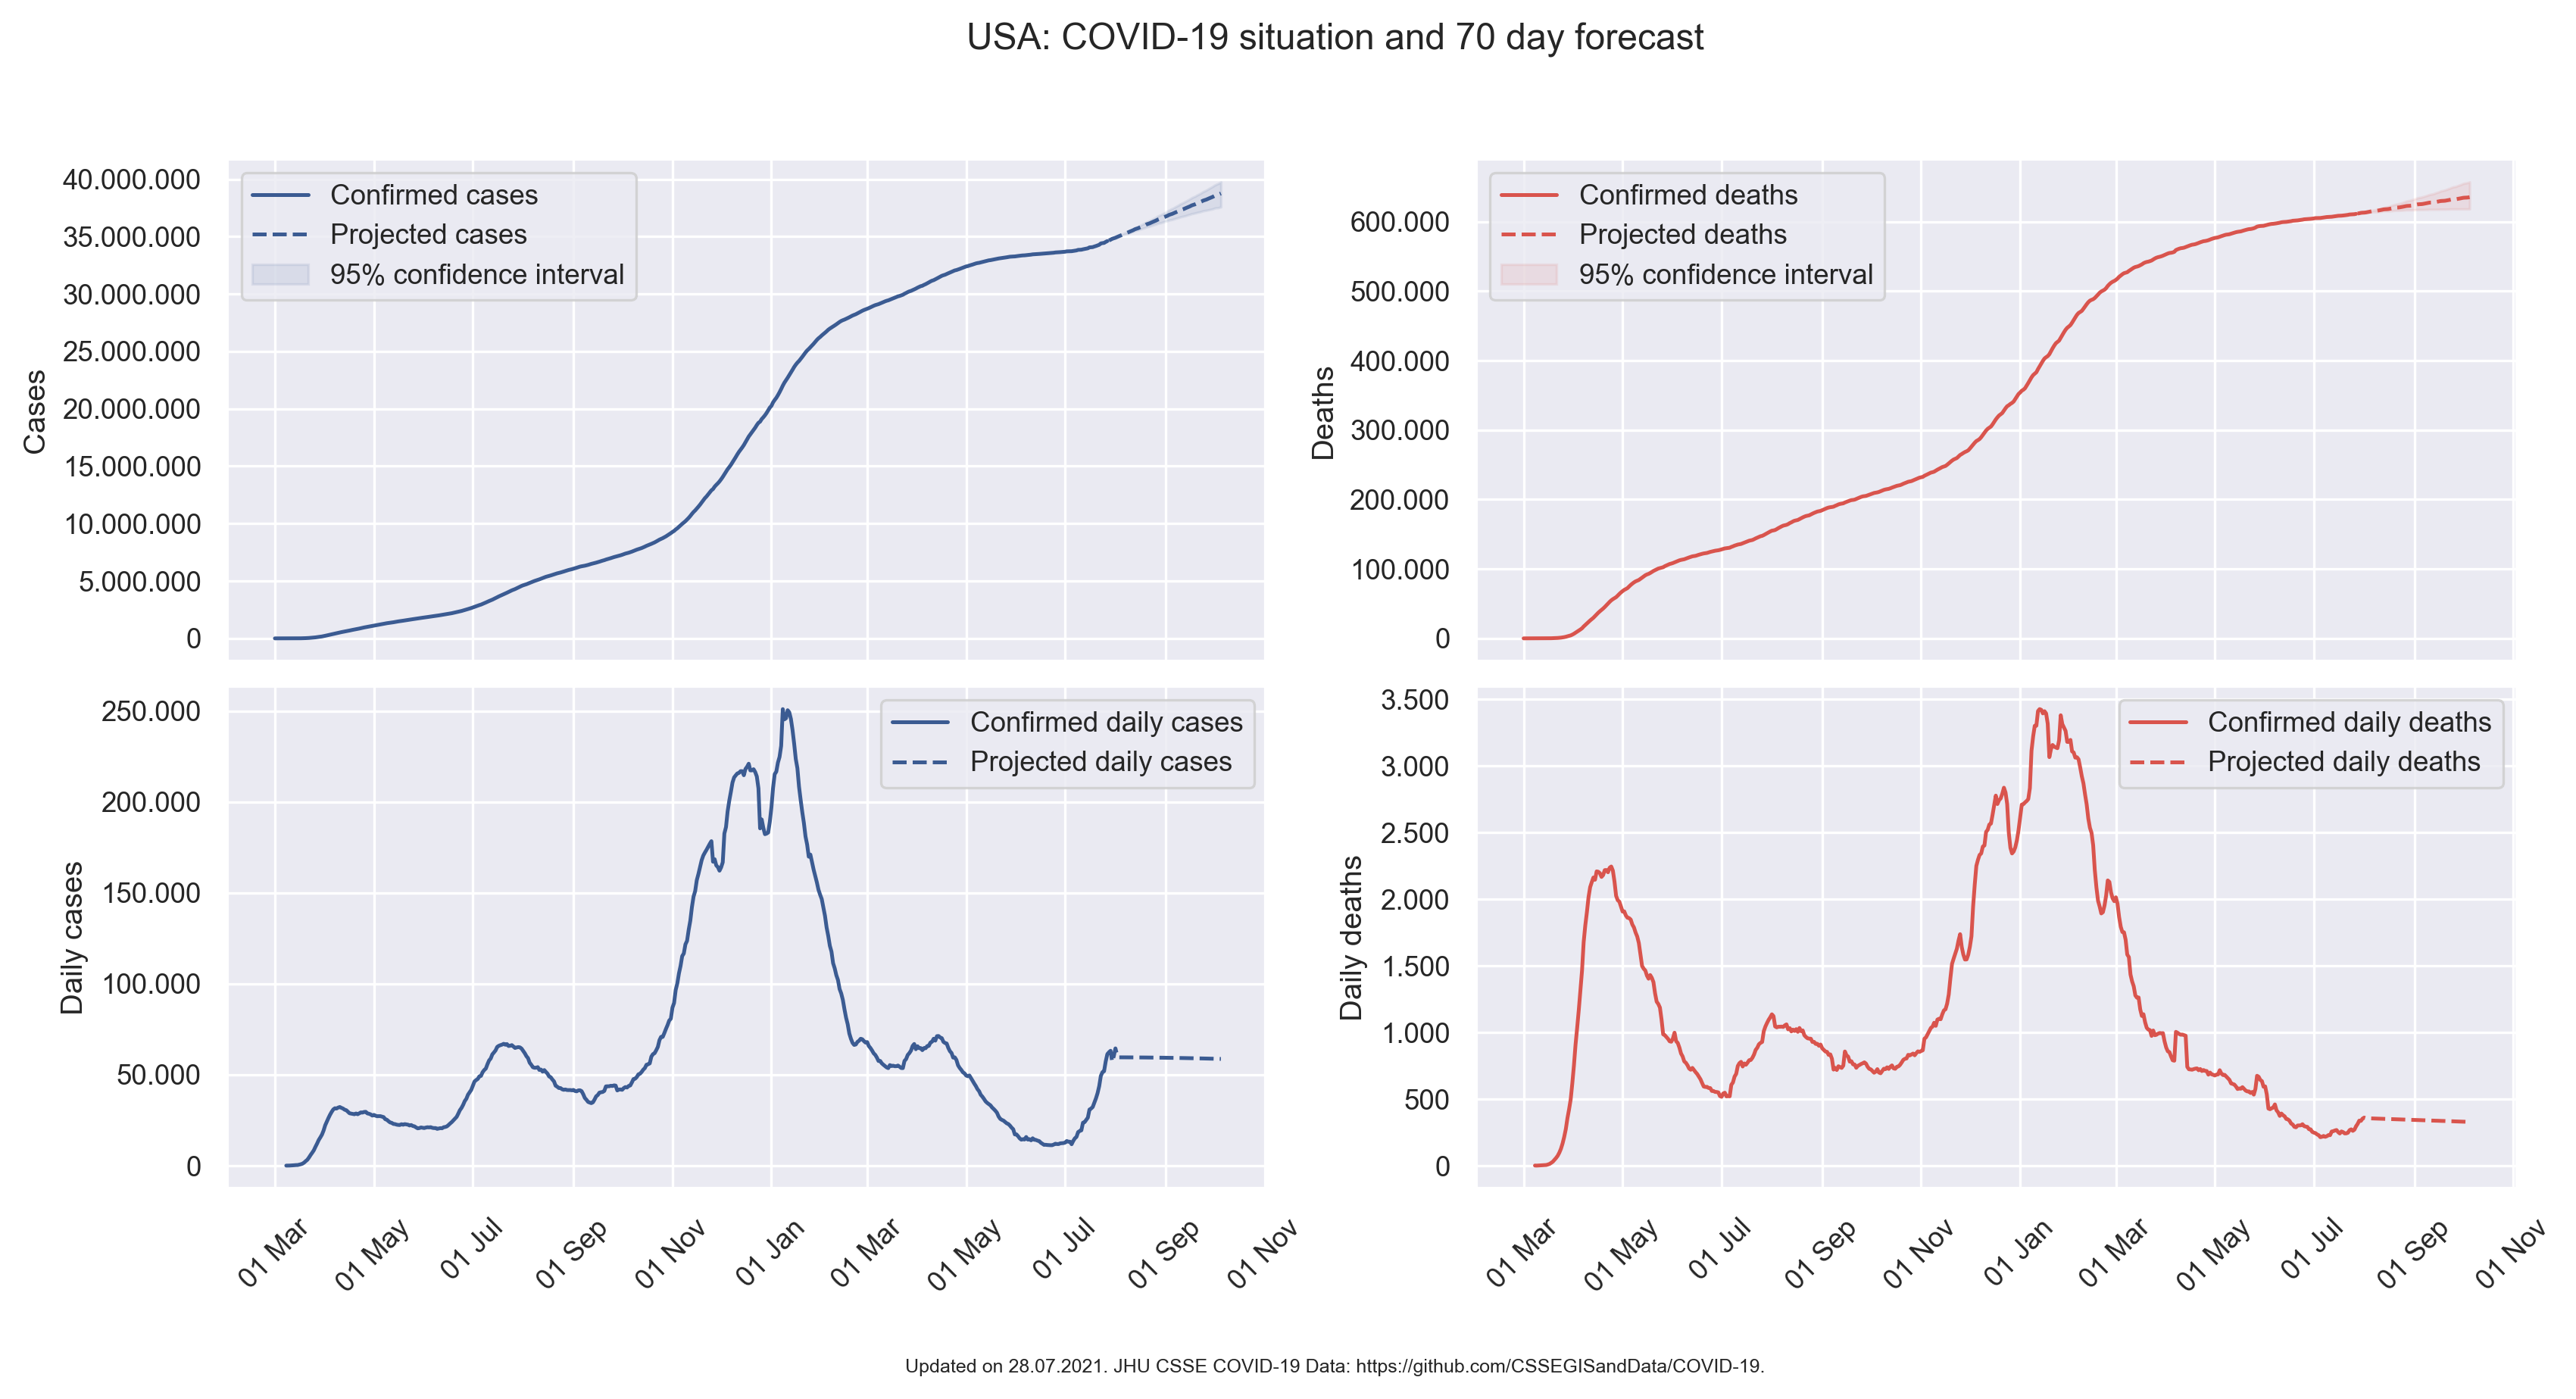 USA: COVID-19 situation and 70 day forecast
Cases
40.000.000
35.000.000
30.000.000
25.000.000
20.000.000
15.000.000
10.000.000
5.000.000
0
Confirmed cases
Projected cases
95% confidence interval
Deaths
600.000
500.000
400.000
300.000
200.000
100.000
0
Confirmed deaths
Projected deaths
95% confidence interval
Daily cases
250.000
200.000
150.000
100.000
50.000
0
Confirmed daily cases
Projected daily cases
01 Mar
01 May
01 Jul
01 Sep
01 Nov
01 Jan
01 Mar
01 May
01 Jul
01 Sep
01 Nov
Daily deaths
3.500
3.000
2.500
2.000
1.500
1.000
500
0
Confirmed daily deaths
Projected daily deaths
01 Mar
01 May
01 Jul
01 Sep
01 Nov
01 Jan
01 Mar
01 May
01 Jul
01 Sep
01 Nov
Updated on 28.07.2021. JHU CSSE COVID-19 Data: https://github.com/CSSEGISandData/COVID-19.